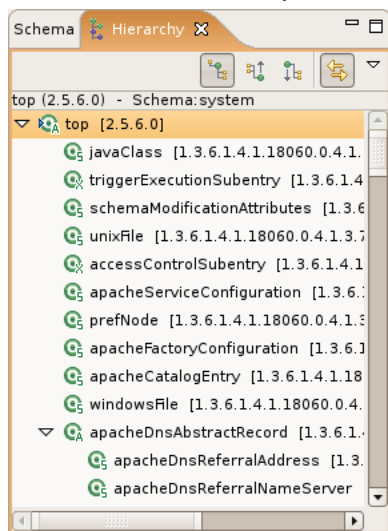 Schema Hierarchy
top (2.5.6.0) - Schema:system
top [2.5.6.0]
javaClass [1.3.6.1.4.1.18060.0.4.1.
triggerExecutionSubentry [1.3.6.1.4
schemaModificationAttributes [1.3.6
unixFile [1.3.6.1.4.1.18060.0.4.1.3.7
accessControlSubentry [1.3.6.1.4.1
apacheServiceConfiguration [1.3.6.
prefNode [1.3.6.1.4.1.18060.0.4.1.3
apacheFactoryConfiguration [1.3.6.1
apacheCatalogEntry [1.3.6.1.4.1.18
windowsFile [1.3.6.1.4.1.18060.0.4.
apacheDnsAbstractRecord [1.3.6.1.
apacheDnsReferralAddress [1.3.
apacheDnsReferralNameServer